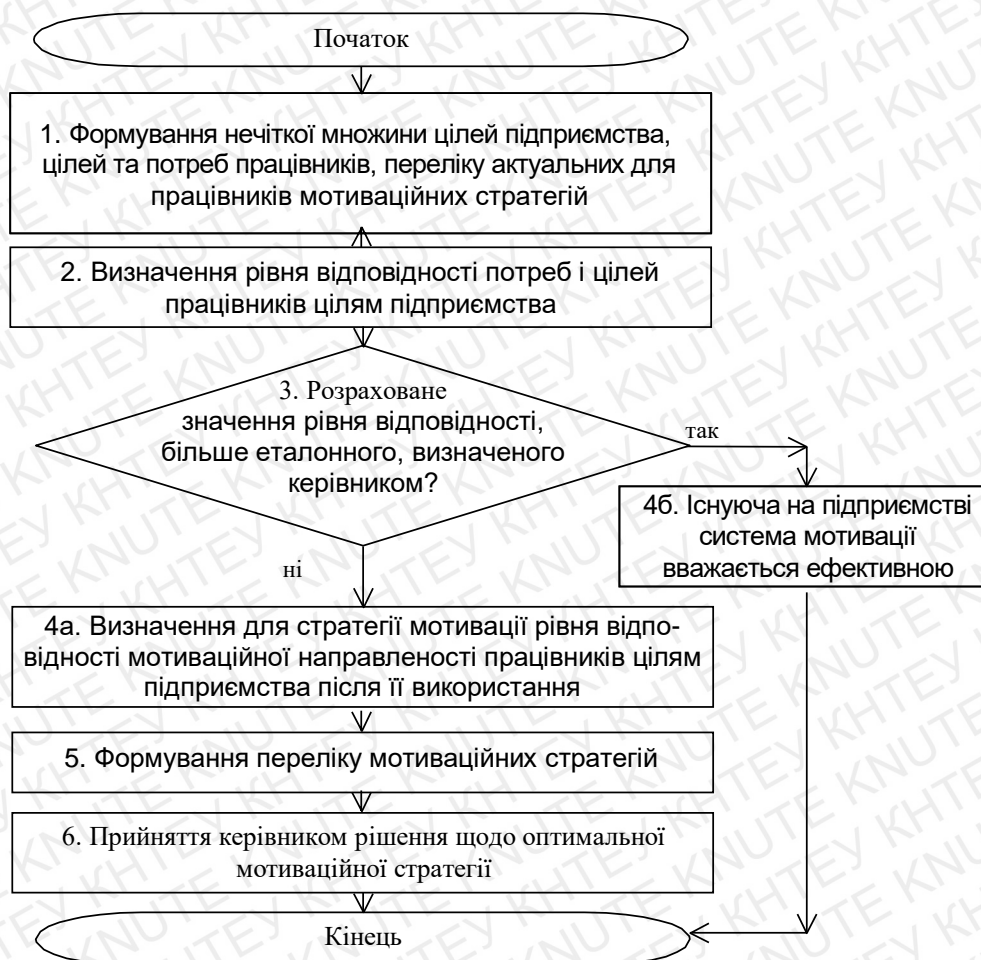 Початок
1. Формування нечіткої множини цілей підприємства,
цілей та потреб працівників, переліку актуальних для
працівників мотиваційних стратегій
2. Визначення рівня відповідності потреб і цілей
працівників цілям підприємства
3. Розраховане
значення рівня відповідності,
більше еталонного, визначеного
керівником?
так
4б. Існуюча на підприємстві
система мотивації
вважається ефективною
ні
4а. Визначення для стратегії мотивації рівня відпо-
відності мотиваційної направленості працівників цілям
підприємства після її використання
5. Формування переліку мотиваційних стратегій
6. Прийняття керівником рішення щодо оптимальної
мотиваційної стратегії
Кінець